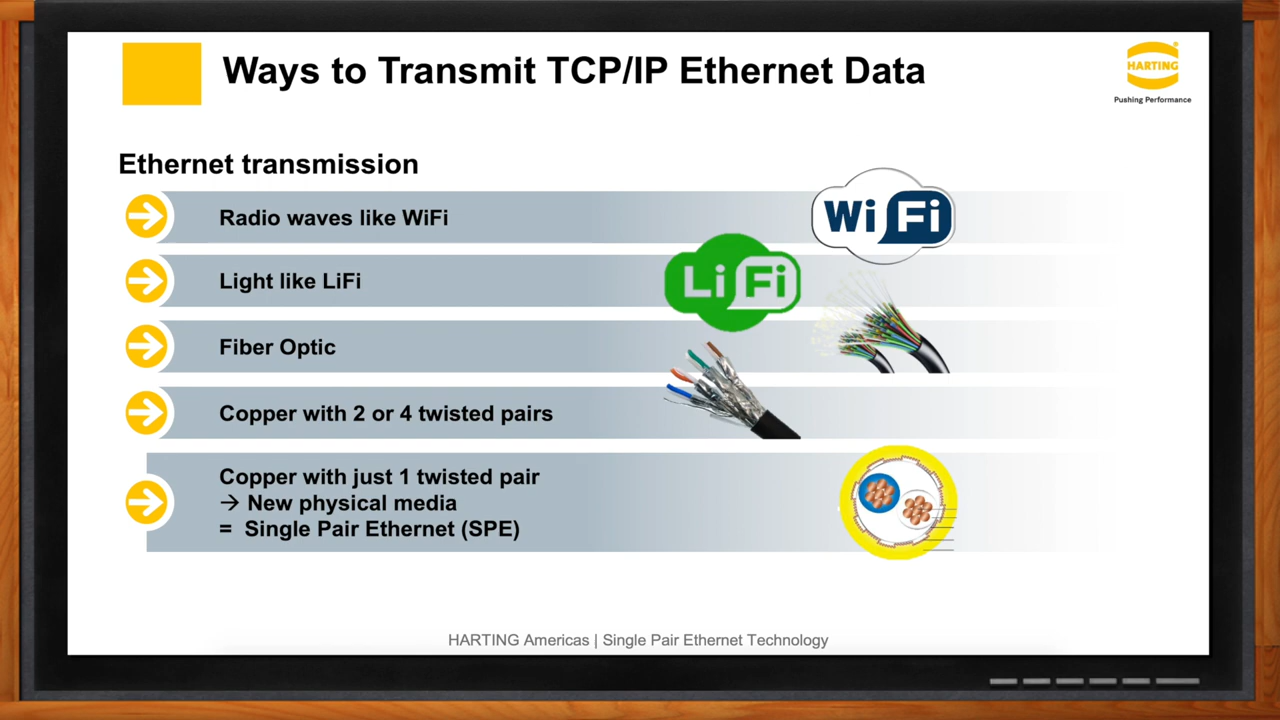 Ways to Transmit TCP/IP Ethernet Data
HARTING
Pushing Performance
Ethernet transmission
Radio waves like WiFi
Wi Fi
Light like LiFi
Li Fi
Fiber Optic
Copper with 2 or 4 twisted pairs
Copper with just 1 twisted pair
→ New physical media
= Single Pair Ethernet (SPE)
HARTING Americas | Single Pair Ethernet Technology